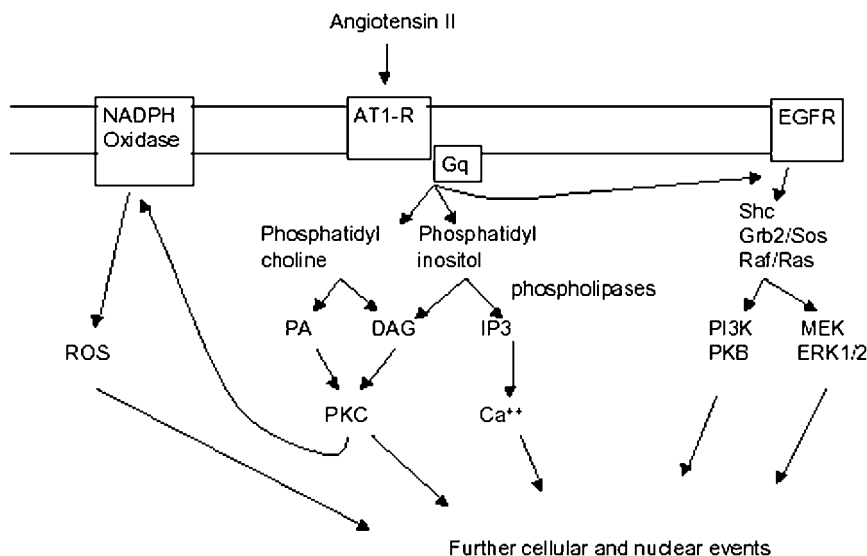 Angiotensin II
NADPH
Oxidase
AT1-R
EGFR
Gq
Phosphatidyl
choline
Phosphatidyl
inositol
Shc
Grb2/Sos
Raf/Ras
phospholipases
PA
DAG
IP3
PI3K
PKB
MEK
ERK1/2
ROS
PKC
Ca⁺⁺
Further cellular and nuclear events